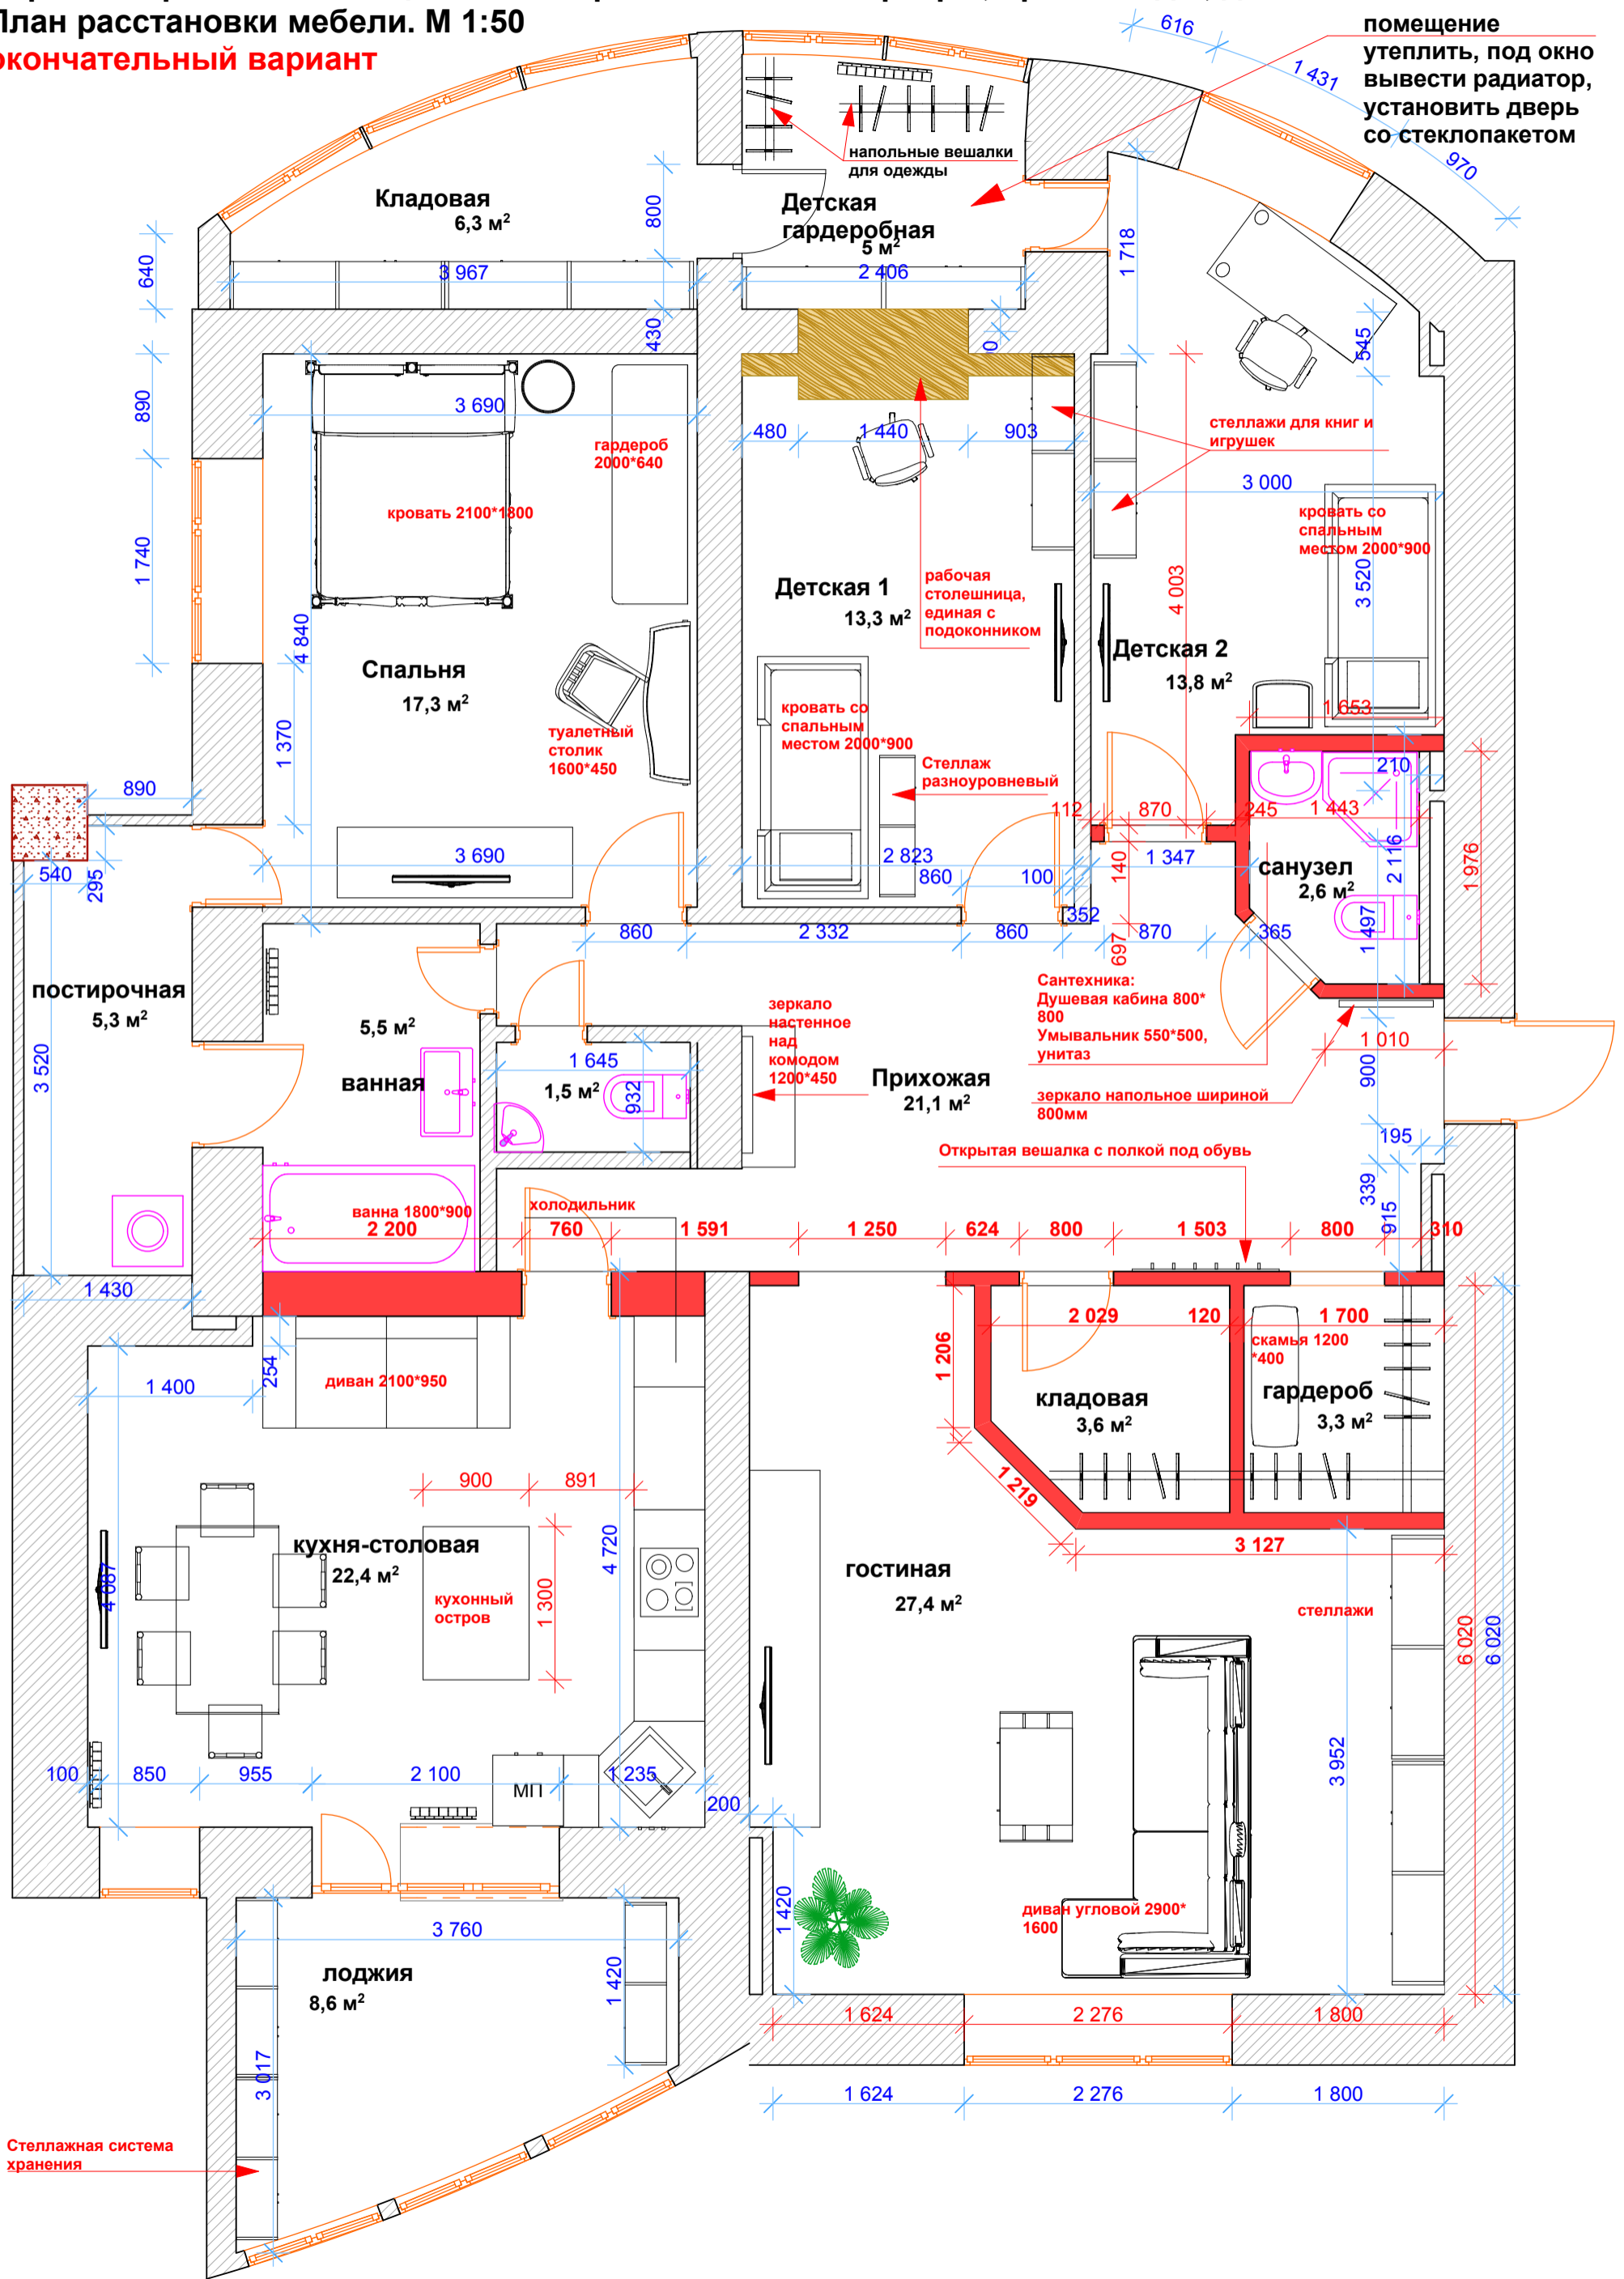 План расстановки мебели. М 1:50
окончательный вариант
помещение
утеплить, под окно
вывести радиатор,
установить дверь
со стеклопакетом
616
1 431
970
напольные вешалки
для одежды
Кладовая
6,3 м²
800
Детская
гардеробная
5 м²
1 718
640
3 967
2 406
430
545
890
3 690
гардероб
2000*640
480
1 440
903
стеллажи для книг и
игрушек
3 000
кровать 2100*1800
кровать со
спальным
местом 2000*900
1 740
4 840
Детская 1
13,3 м²
рабочая
столешница,
единая с
подоконником
4 003
3 520
Детская 2
13,8 м²
Спальня
17,3 м²
1 370
туалетный
столик
1600*450
кровать со
спальным
местом 2000*900
Стеллаж
разноуровневый
1 653
210
890
112
870
245
1 443
540
295
3 690
2 823
860
100
140
1 347
санузел
2,6 м²
2 116
1 976
1 497
352
860
2 332
860
697
870
365
постирочная
5,3 м²
3 520
5,5 м²
ванная
1 645
1,5 м²
932
зеркало
настенное
над
комодом
1200*450
Сантехника:
Душевая кабина 800*
800
Умывальник 550*500,
унитаз
Прихожая
21,1 м²
1 010
900
зеркало напольное шириной
800мм
195
Открытая вешалка с полкой под обувь
339
915
ванна 1800*900
холодильник
2 200
760
1 591
1 250
624
800
1 503
800
310
1 430
254
1 400
диван 2100*950
1 206
2 029
120
1 700
скамья 1200
*400
кладовая
3,6 м²
гардероб
3,3 м²
900
891
1 219
3 127
кухня-столовая
22,4 м²
4 687
4 720
кухонный
остров
1 300
гостиная
27,4 м²
стеллажи
6 020
6 020
3 952
100
850
955
2 100
МП
1 235
200
1 420
диван угловой 2900*
1600
3 760
лоджия
8,6 м²
1 420
3 017
1 624
2 276
1 800
1 624
2 276
1 800
Стеллажная система
хранения